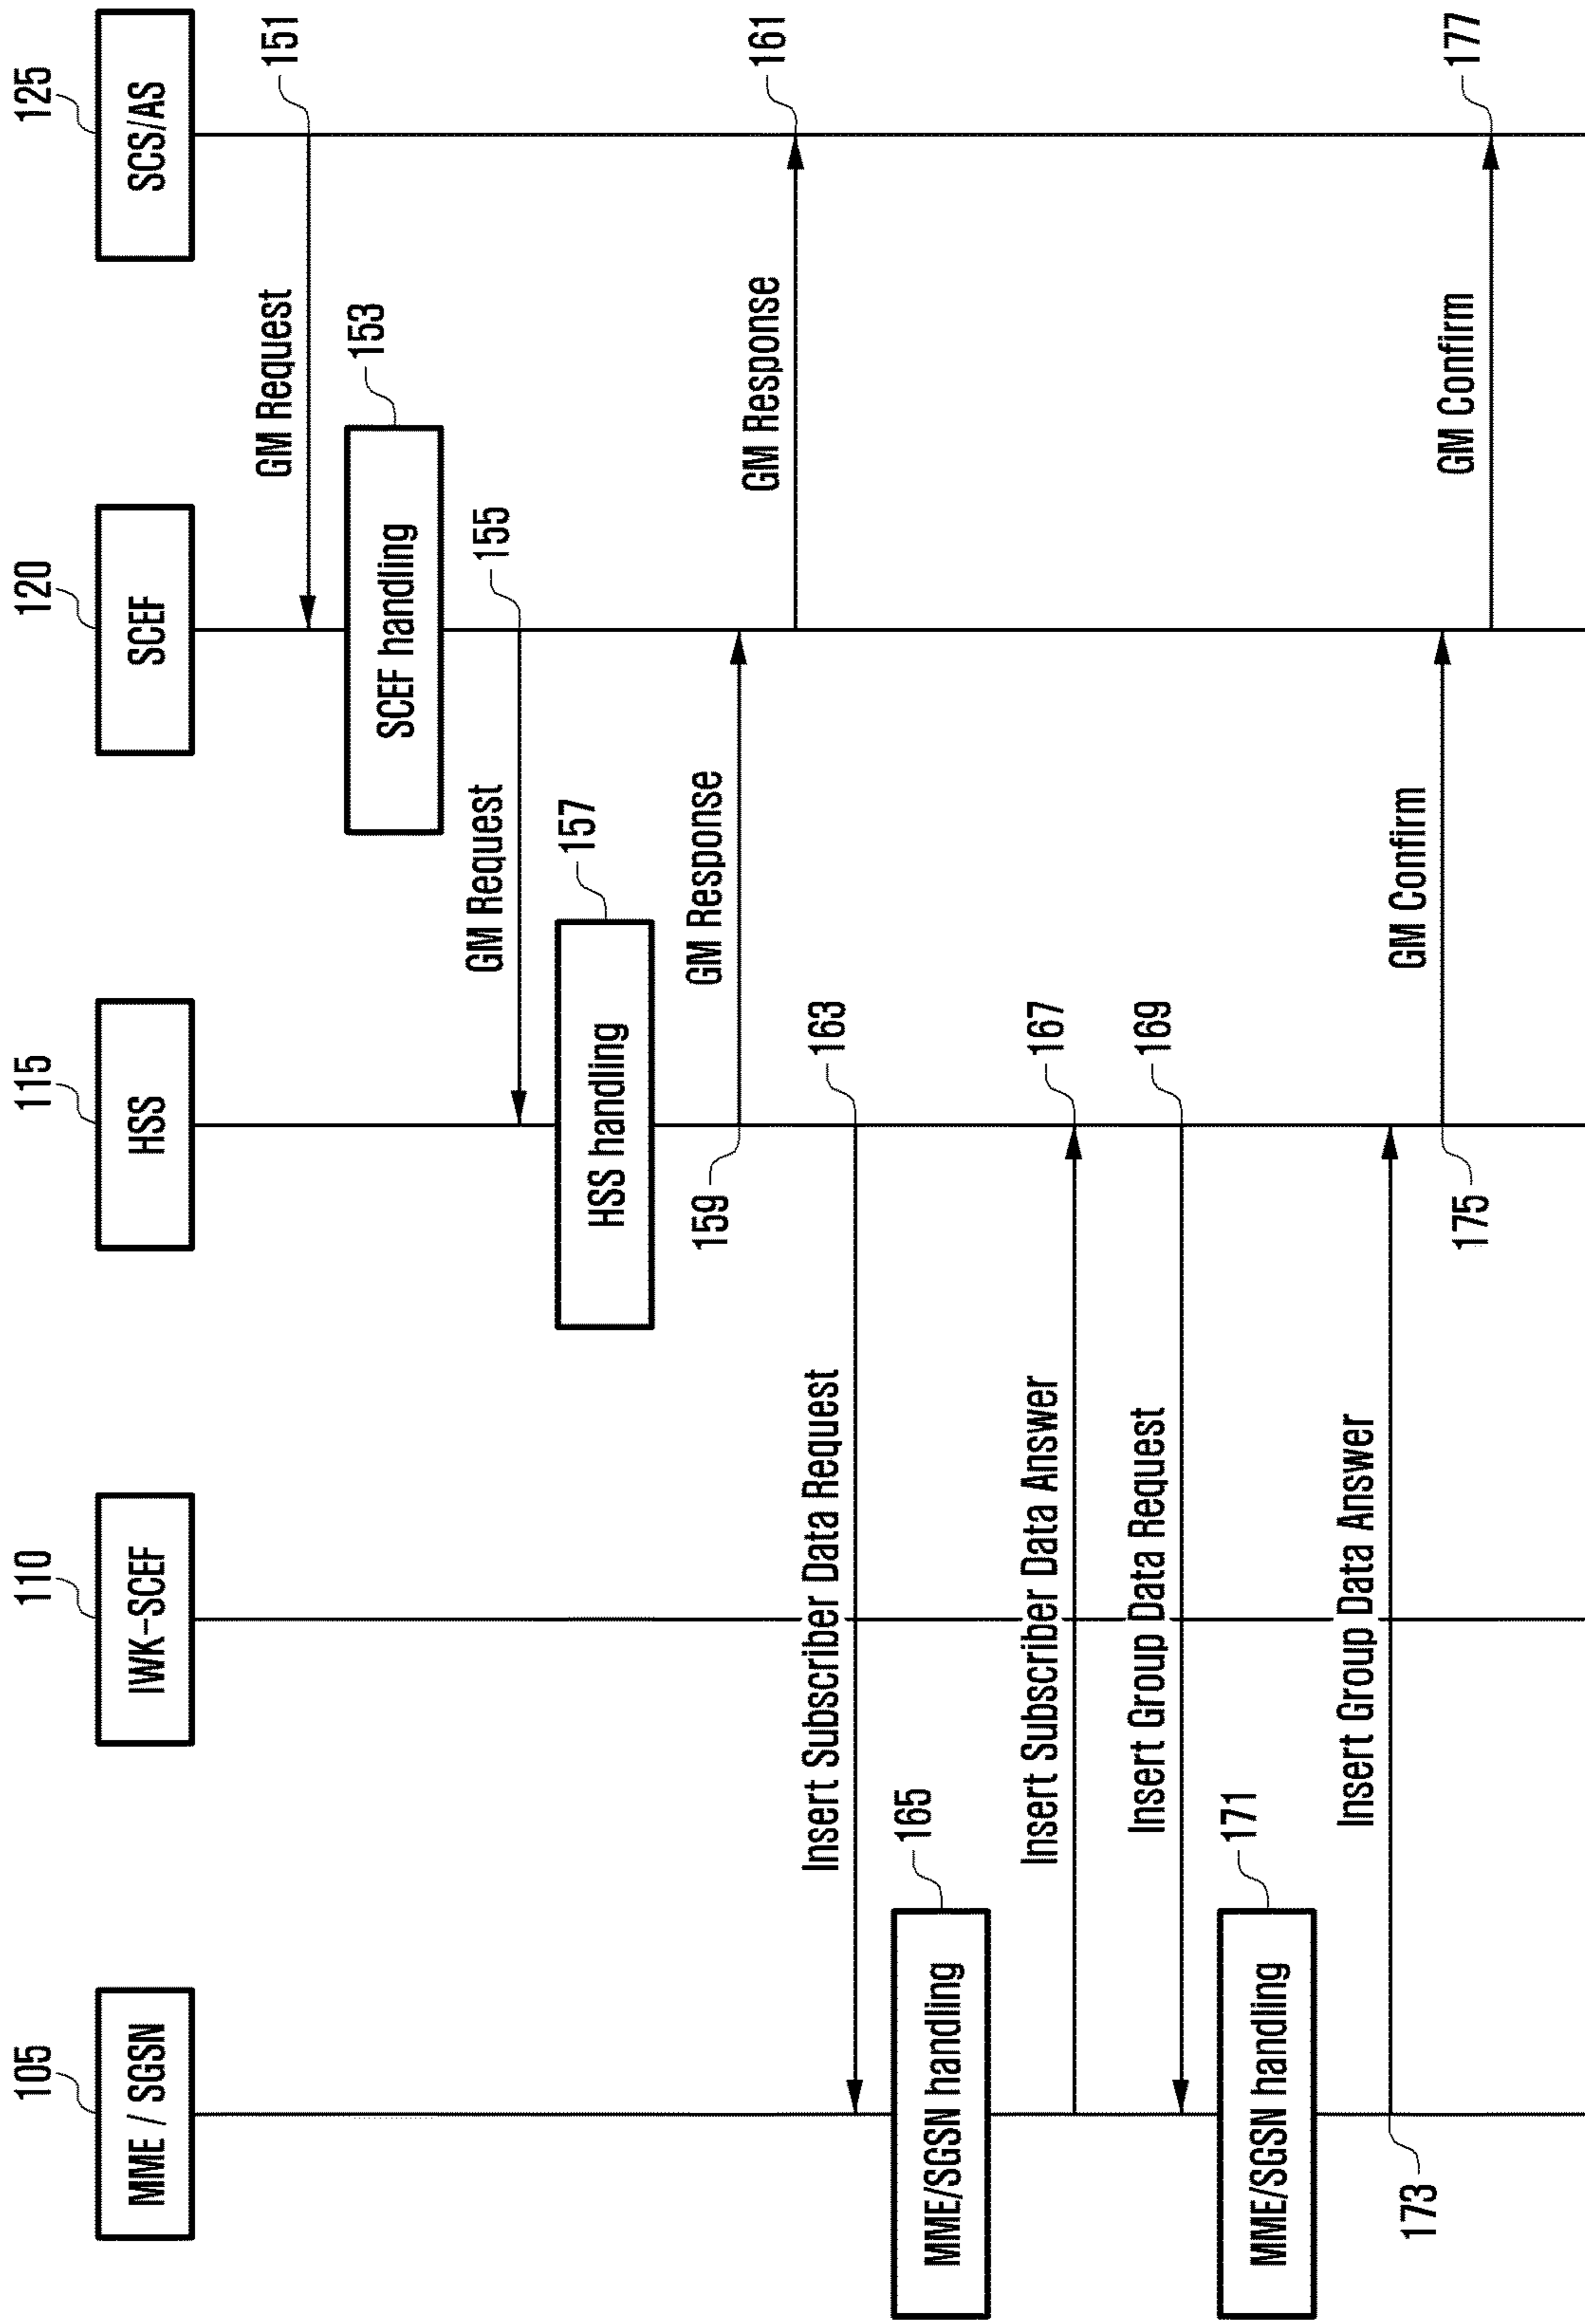 105
110
115
120
125
MME / SGSN
IWK-SCEF
HSS
SCEF
SCS/AS
GM Request
151
SCEF handling
153
GM Request
155
HSS handling
157
GM Response
159
GM Response
161
Insert Subscriber Data Request
163
MME/SGSN handling
165
Insert Subscriber Data Answer
167
Insert Group Data Request
169
MME/SGSN handling
171
Insert Group Data Answer
173
GM Confirm
175
GM Confirm
177